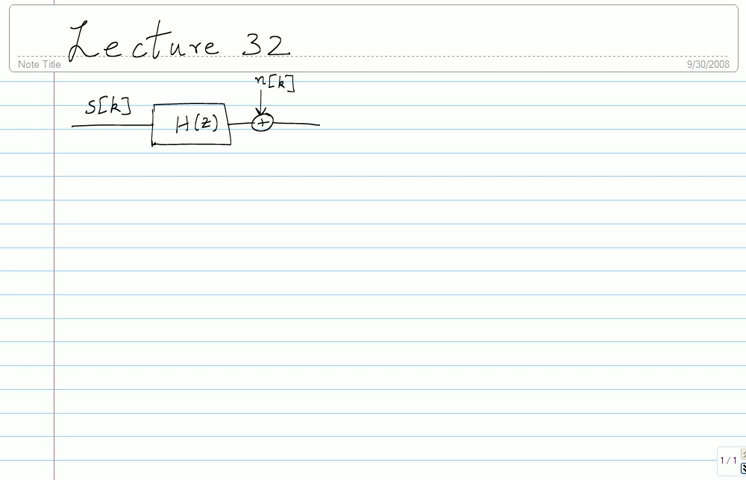 Lecture 32
Note Title
9/30/2008
n[k]
s[k]
H(z)
+
1/1